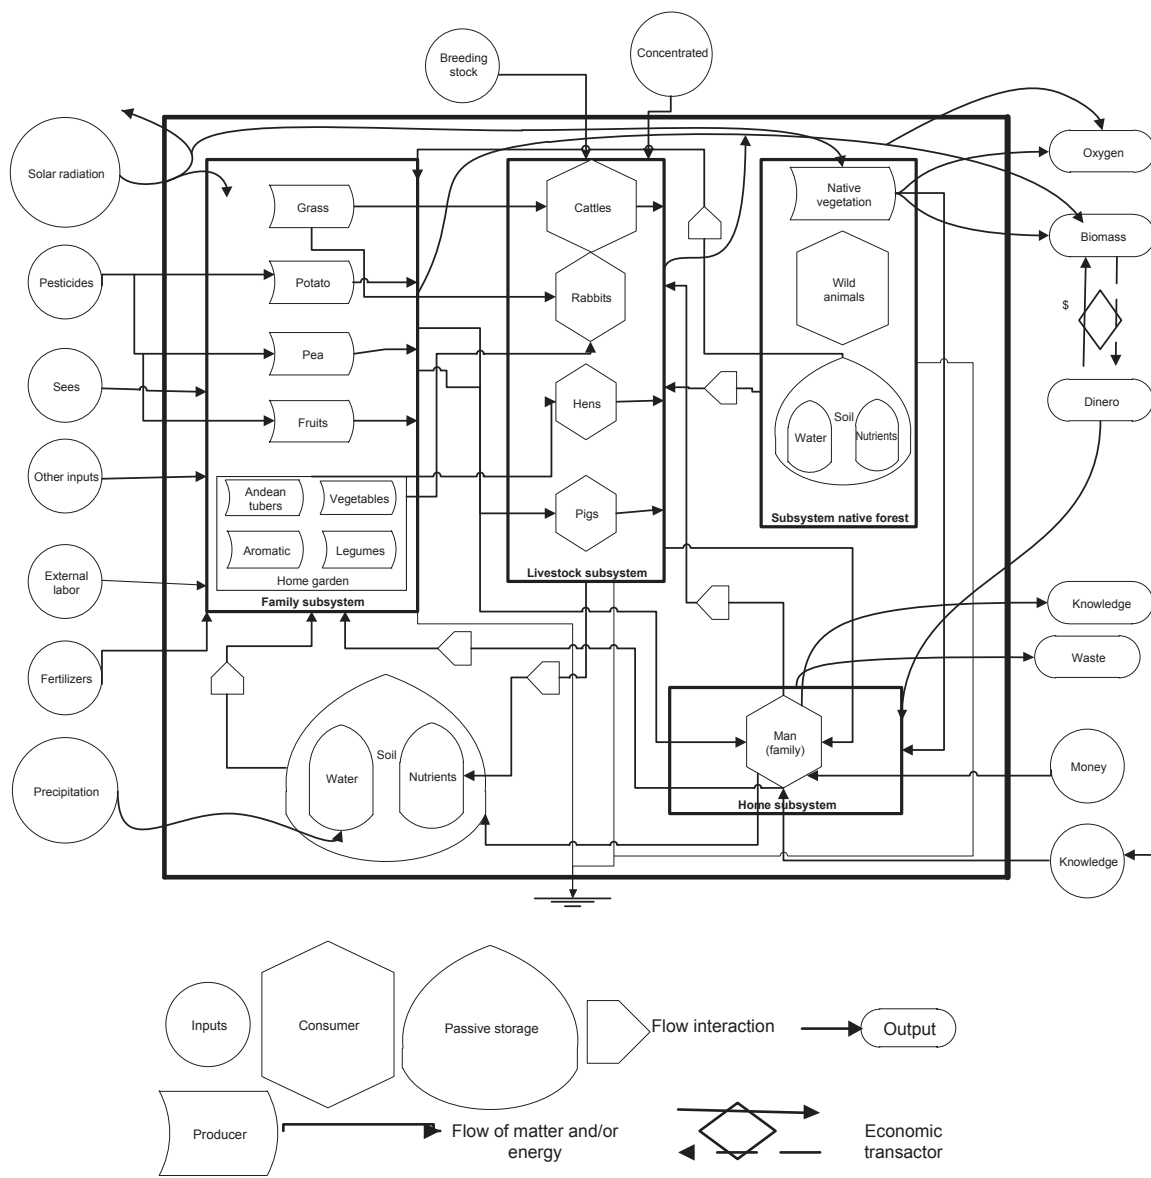 Breeding
stock
Concentrated
Solar radiation
Pesticides
Sees
Other inputs
External
labor
Fertilizers
Precipitation
Grass
Potato
Pea
Fruits
Andean
tubers
Vegetables
Aromatic
Legumes
Home garden
Family subsystem
Cattles
Rabbits
Hens
Pigs
Livestock subsystem
Native
vegetation
Wild
animals
Soil
Water
Nutrients
Subsystem native forest
Oxygen
Biomass
$
Dinero
Knowledge
Waste
Money
Knowledge
Soil
Water
Nutrients
Man
(family)
Home subsystem
Inputs
Consumer
Passive storage
Flow interaction
Output
Producer
Flow of matter and/or
energy
Economic
transactor